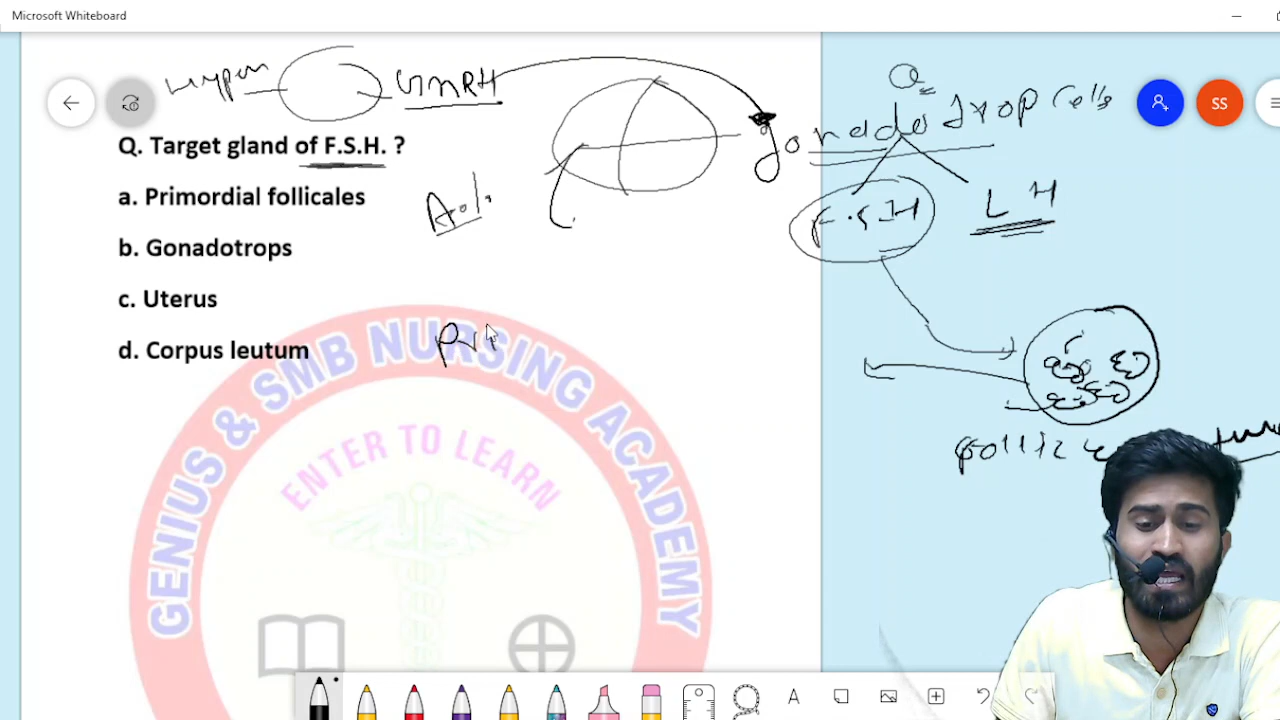 Microsoft Whiteboard
GnRH
SS
Q. Target gland of F.S.H. ?
gonado trop cells
a. Primordial follicales
F.S.H
L H
b. Gonadotrops
c. Uterus
d. Corpus leutum
GENIUS & SMB NURSING ACADEMY
ENTER TO LEARN
A